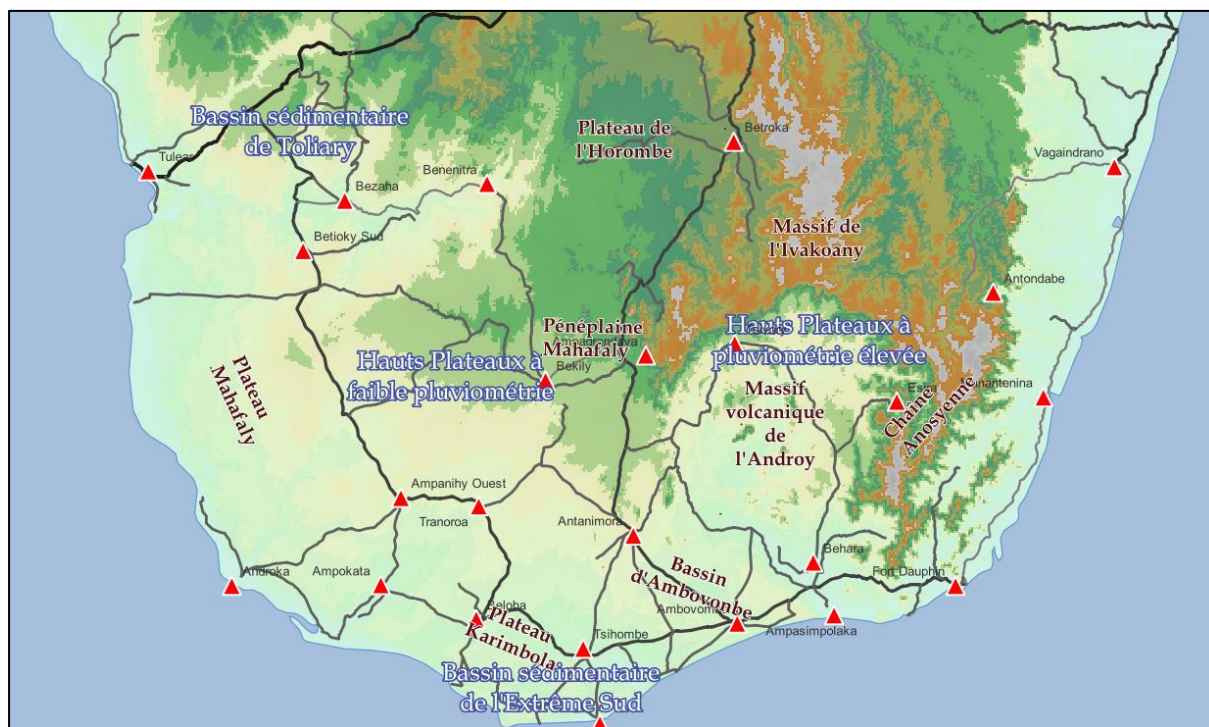 Bassin sédimentaire
de Toliary
Plateau de
l'Horombe
Betroka
Tulear
Vagaindrano
Benenitra
Bezaha
Betioky Sud
Massif de
l'Ivakoany
Antondabe
Pénéplaine
Mahafaly
Hauts Plateaux à
pluviométrie élevée
Hauts Plateaux à
faible pluviométrie
Bekily
Plateau
Mahafaly
Massif
volcanique
de
l'Androy
Chaine
Anosyenne
Ampanihy Ouest
Tranoroa
Antanimora
Bassin
d'Ambovonbe
Behara
Fort Dauphin
Androka
Ampokata
Beloha
Plateau
Karimbola
Tsihombe
Ampasimpolaka
Bassin sédimentaire
de l'Extrême Sud